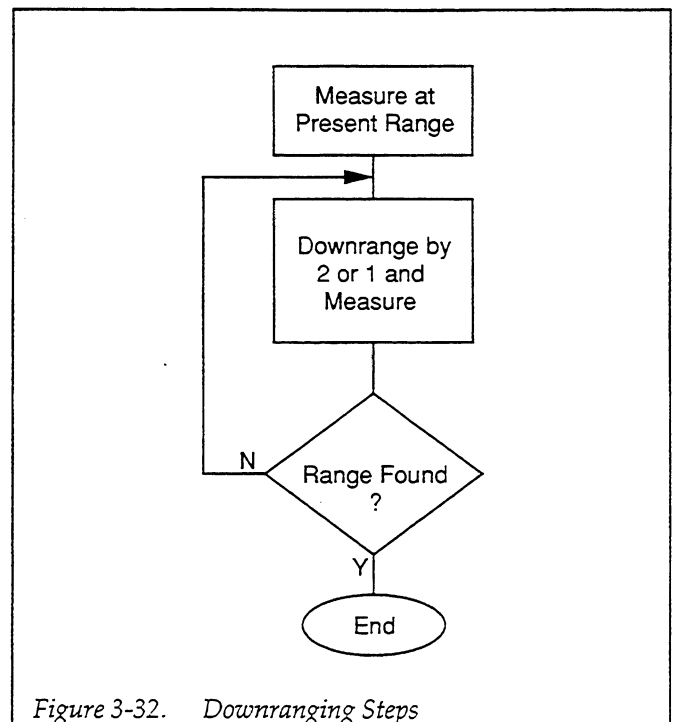 Measure at
Present Range
Downrange by
2 or 1 and
Measure
N
Range Found
?
Y
End
Figure 3-32. Downranging Steps